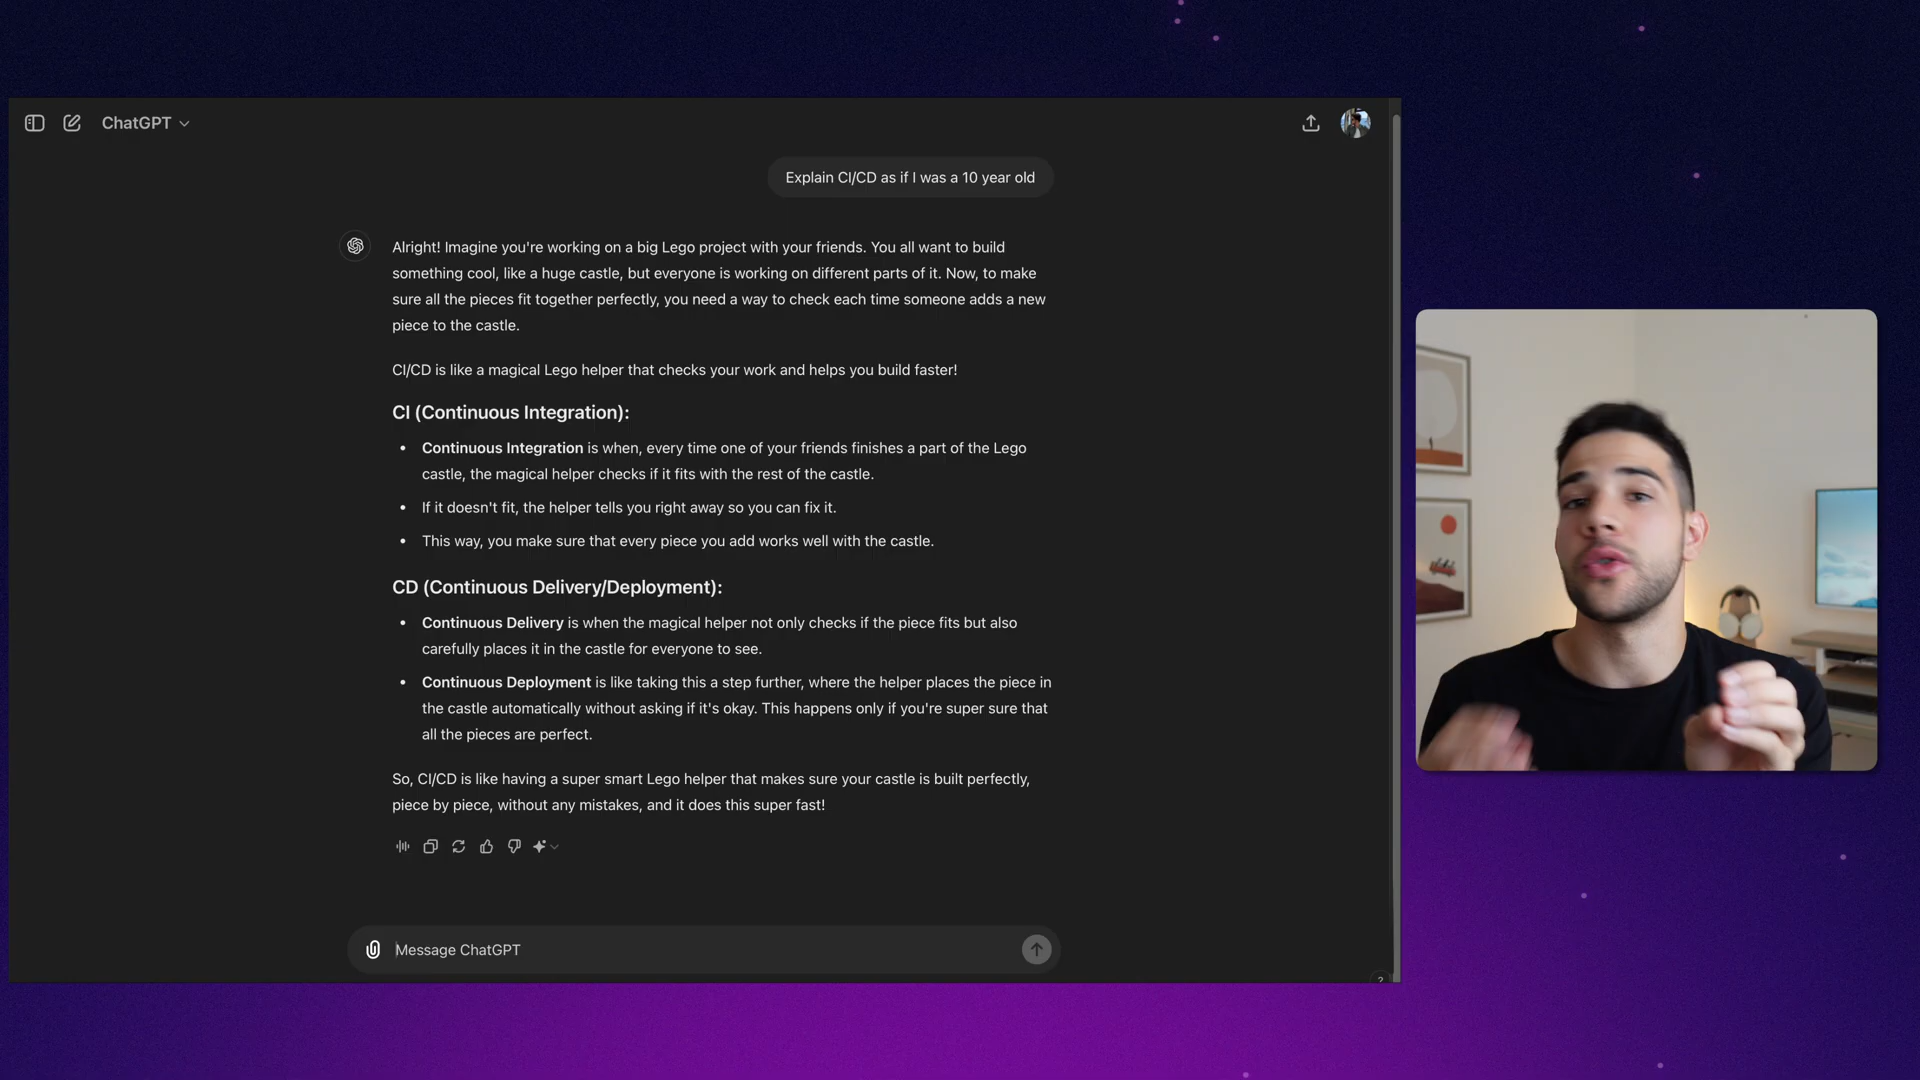 ChatGPT
Explain CI/CD as if I was a 10 year old
Alright! Imagine you're working on a big Lego project with your friends. You all want to build
something cool, like a huge castle, but everyone is working on different parts of it. Now, to make
sure all the pieces fit together perfectly, you need a way to check each time someone adds a new
piece to the castle.
CI/CD is like a magical Lego helper that checks your work and helps you build faster!
CI (Continuous Integration):
• Continuous Integration is when, every time one of your friends finishes a part of the Lego
castle, the magical helper checks if it fits with the rest of the castle.
• If it doesn't fit, the helper tells you right away so you can fix it.
• This way, you make sure that every piece you add works well with the castle.
CD (Continuous Delivery/Deployment):
• Continuous Delivery is when the magical helper not only checks if the piece fits but also
carefully places it in the castle for everyone to see.
• Continuous Deployment is like taking this a step further, where the helper places the piece in
the castle automatically without asking if it's okay. This happens only if you're super sure that
all the pieces are perfect.
So, CI/CD is like having a super smart Lego helper that makes sure your castle is built perfectly,
piece by piece, without any mistakes, and it does this super fast!
Message ChatGPT
?